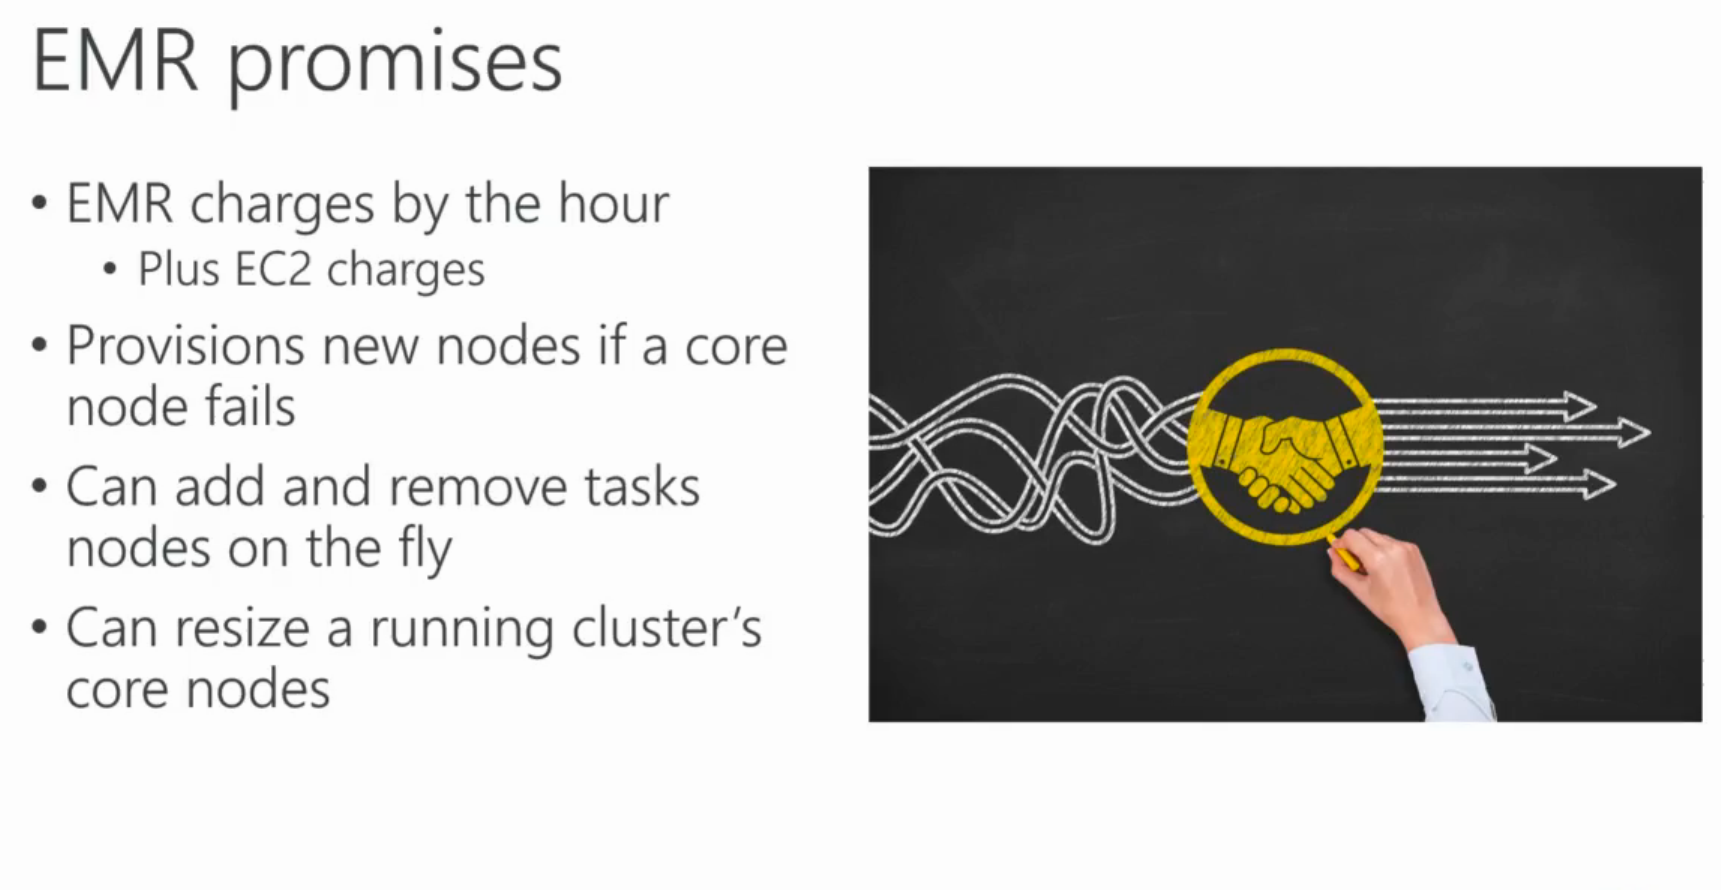 EMR promises
• EMR charges by the hour
• Plus EC2 charges
• Provisions new nodes if a core
node fails
• Can add and remove tasks
nodes on the fly
• Can resize a running cluster’s
core nodes